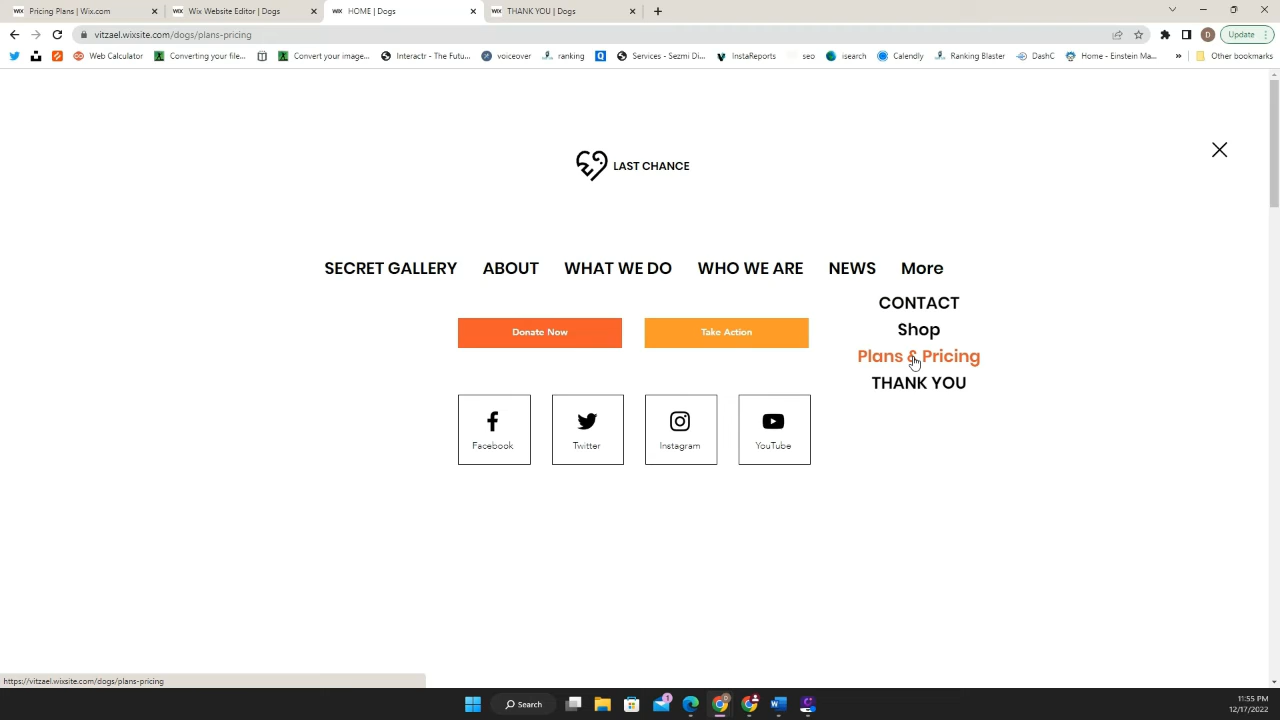 Pricing Plans | Wix.com
Wix Website Editor | Dogs
HOME | Dogs
THANK YOU | Dogs
vitzael.wixsite.com/dogs/plans-pricing
D
Update
Web Calculator
Converting your file...
Convert your image...
Interactr - The Futu...
voiceover
ranking
Services - Sezmi Di...
InstaReports
seo
isearch
Calendly
Ranking Blaster
DashC
Home - Einstein Ma...
»
Other bookmarks
LAST CHANCE
SECRET GALLERY ABOUT WHAT WE DO WHO WE ARE NEWS More
CONTACT
Shop
Plans & Pricing
THANK YOU
Donate Now
Take Action
Facebook
Twitter
Instagram
YouTube
https://vitzael.wixsite.com/dogs/plans-pricing
Search
1
11:55 PM
12/17/2022